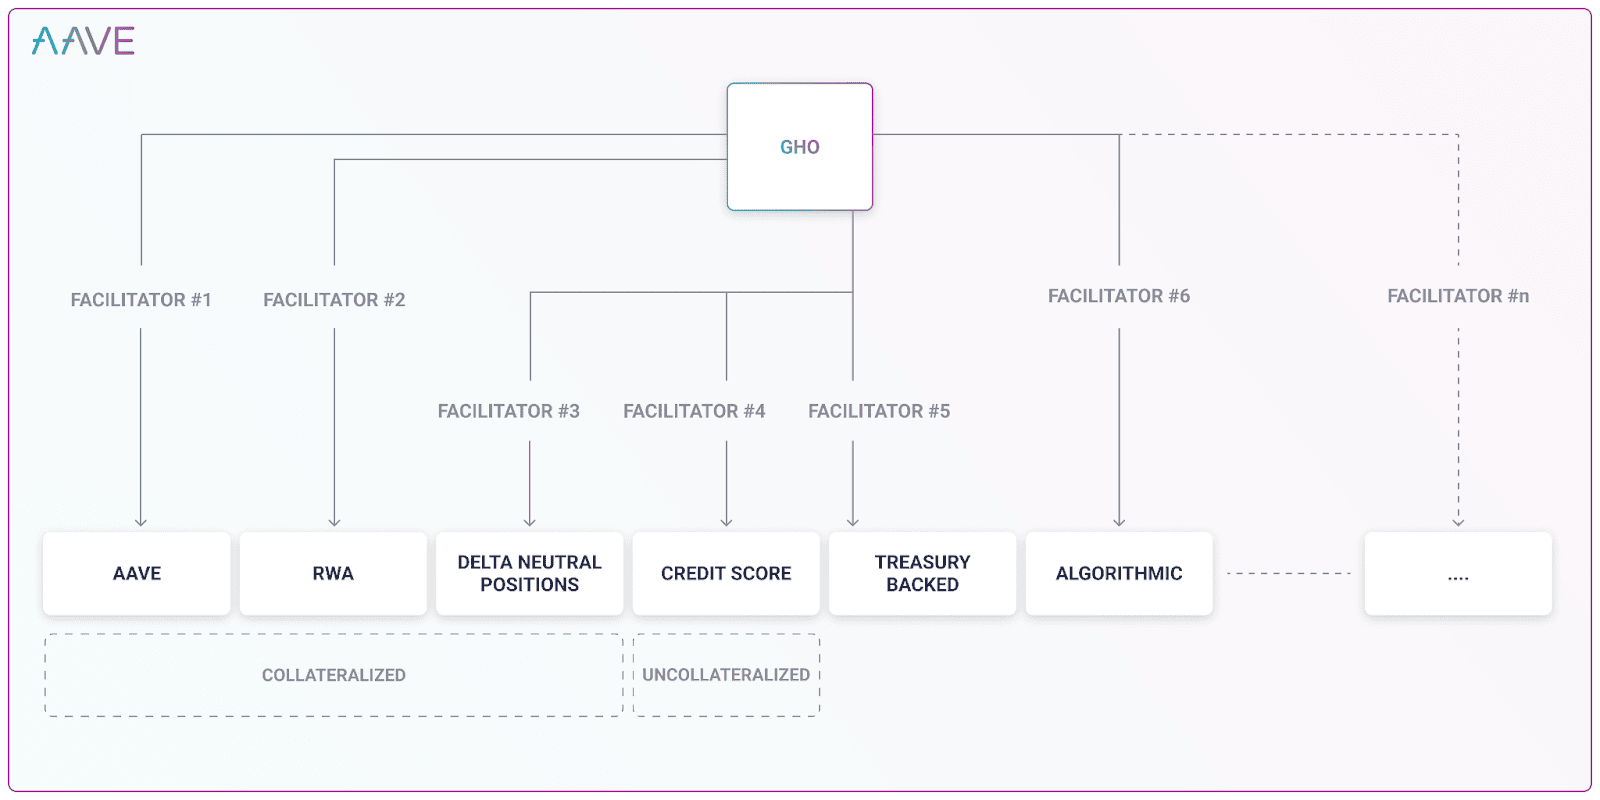 AAVE
GHO
FACILITATOR #1
FACILITATOR #2
FACILITATOR #6
FACILITATOR #n
FACILITATOR #3
FACILITATOR #4
FACILITATOR #5
AAVE
RWA
DELTA NEUTRAL
POSITIONS
CREDIT SCORE
TREASURY
BACKED
ALGORITHMIC
....
COLLATERALIZED
UNCOLLATERALIZED